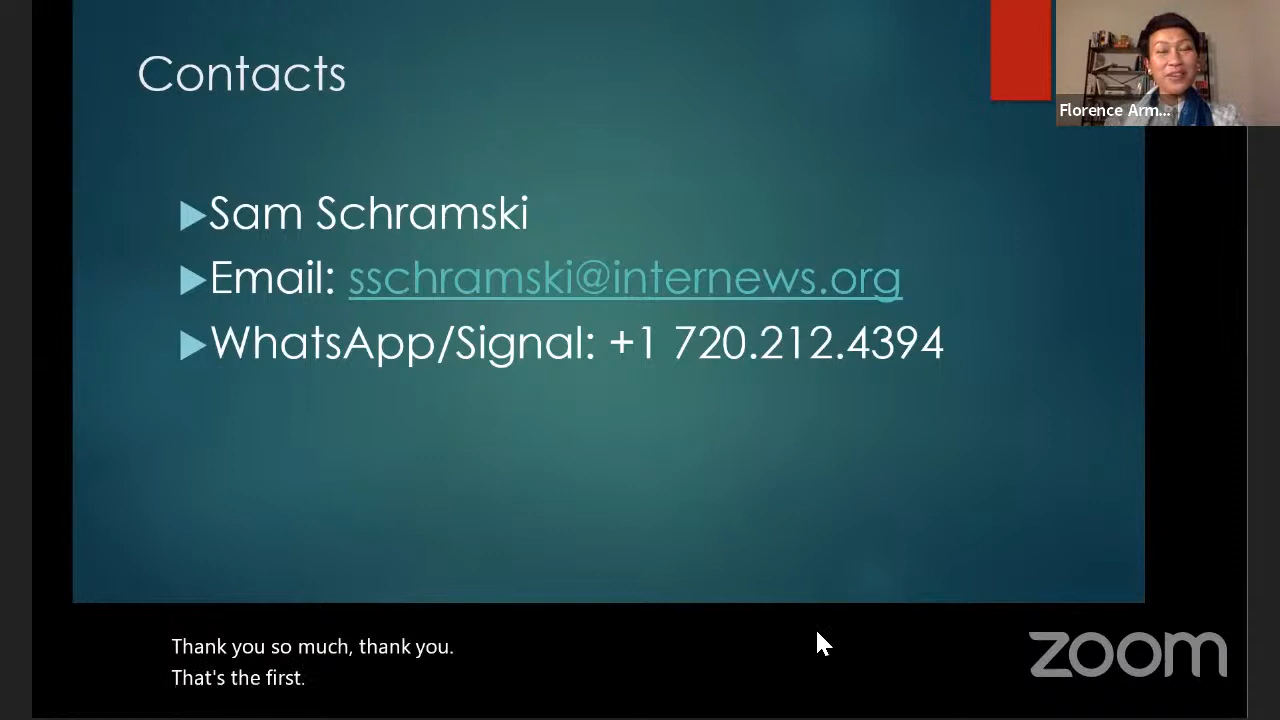 Contacts
Florence Arm...
Sam Schramski
Email: sschramski@internews.org
WhatsApp/Signal: +1 720.212.4394
Thank you so much, thank you.
That's the first.
zoom